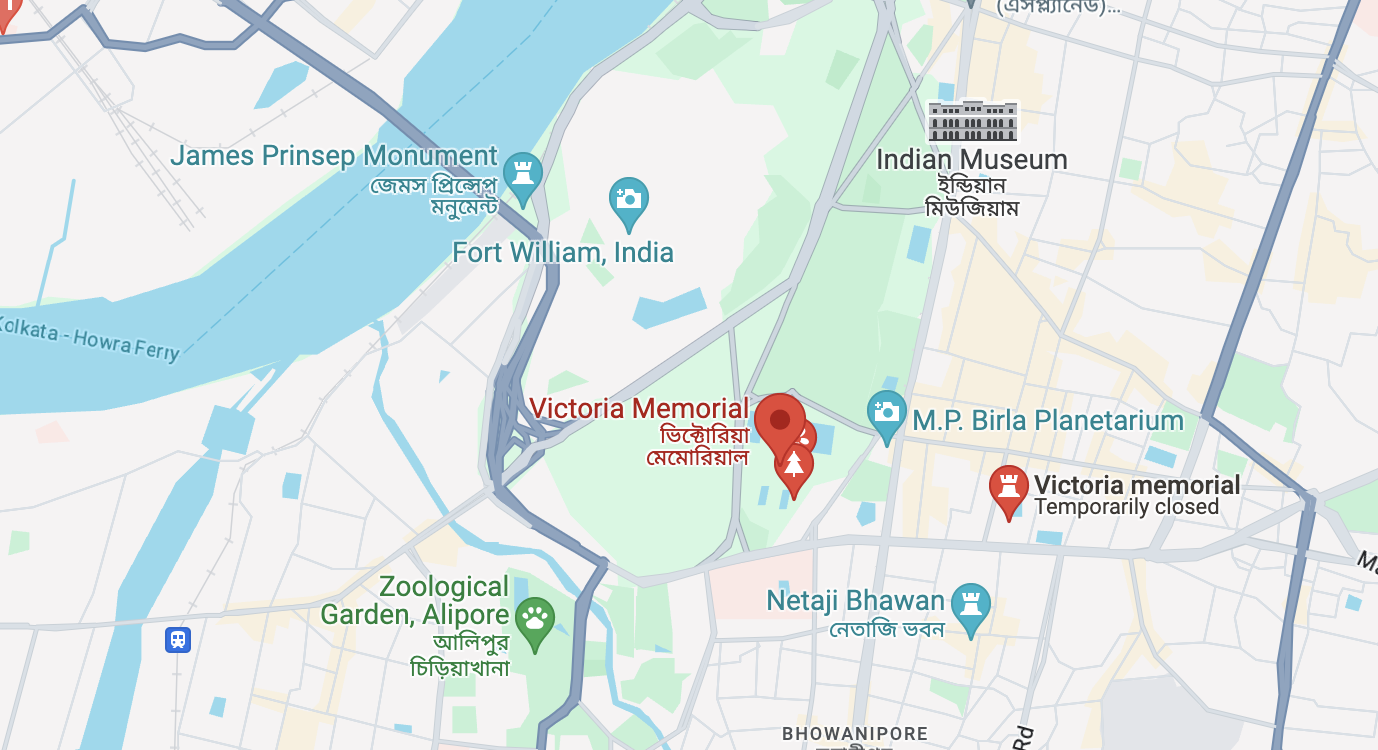 (এসপ্ল্যানেড)...
James Prinsep Monument
জেমস প্রিন্সেপ
মনুমেন্ট
Indian Museum
ইন্ডিয়ান
মিউজিয়াম
Fort William, India
Kolkata - Howra Ferry
Victoria Memorial
ভিক্টোরিয়া
মেমোরিয়াল
M.P. Birla Planetarium
Victoria memorial
Temporarily closed
Zoological
Garden, Alipore
আলিপুর
চিড়িয়াখানা
Netaji Bhawan
নেতাজি ভবন
BHOWANIPORE
Rd